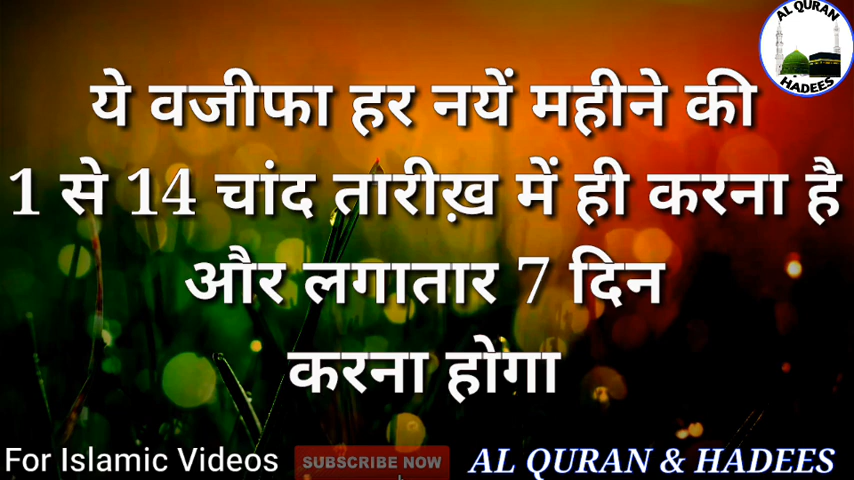 AL QURAN
HADEES
ये वजीफा हर नयें महीने की
1 से 14 चांद तारीख़ में ही करना है
और लगातार 7 दिन
करना होगा
For Islamic Videos SUBSCRIBE NOW AL QURAN & HADEES